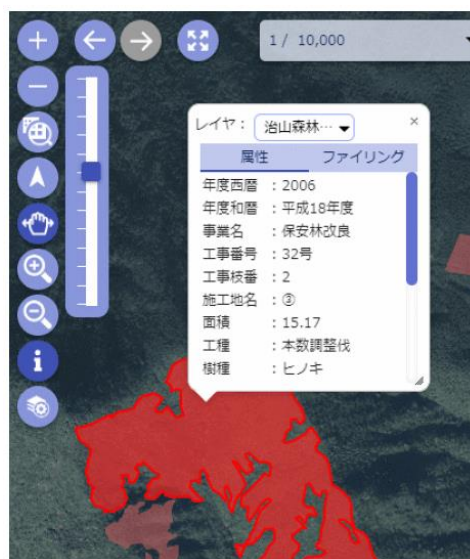 1 / 10,000
レイヤ： 治山森林… ×
属性 ファイリング
年度西暦 ：2006
年度和暦 ：平成18年度
事業名 ：保安林改良
工事番号 ：32号
工事枝番 ：2
施工地名 ：③
面積 ：15.17
工種 ：本数調整伐
樹種 ：ヒノキ